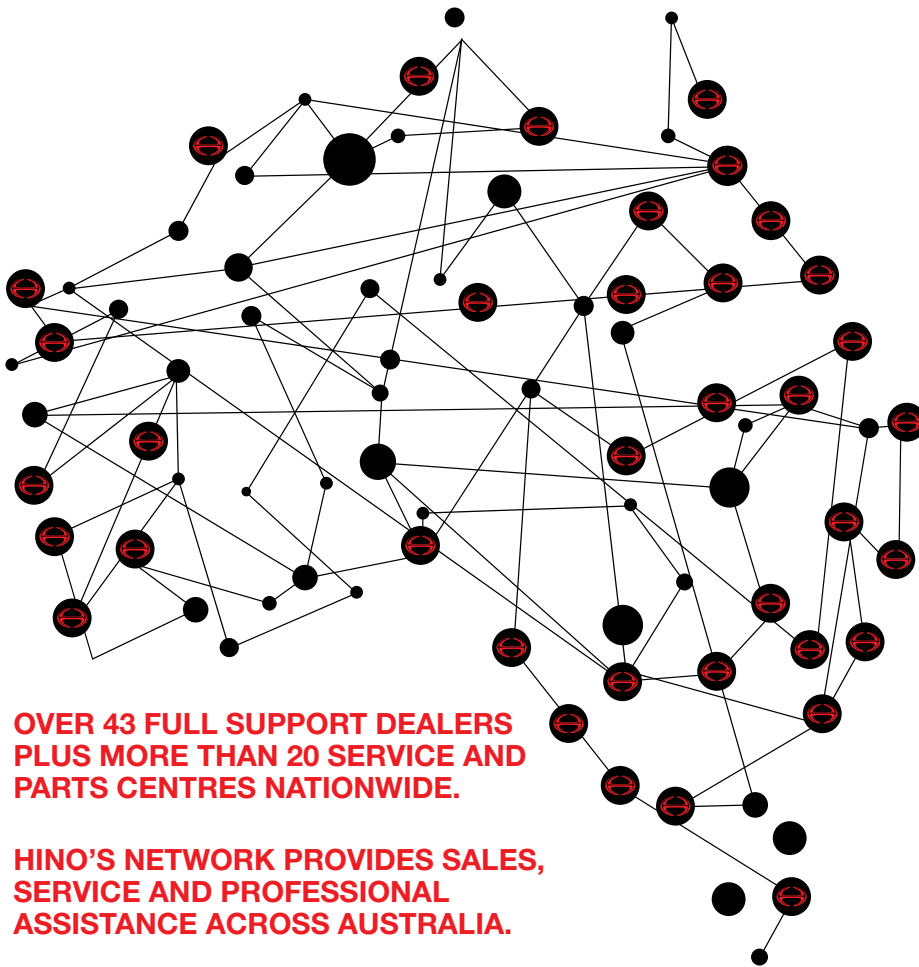 OVER 43 FULL SUPPORT DEALERS
PLUS MORE THAN 20 SERVICE AND
PARTS CENTRES NATIONWIDE.
HINO’S NETWORK PROVIDES SALES,
SERVICE AND PROFESSIONAL
ASSISTANCE ACROSS AUSTRALIA.